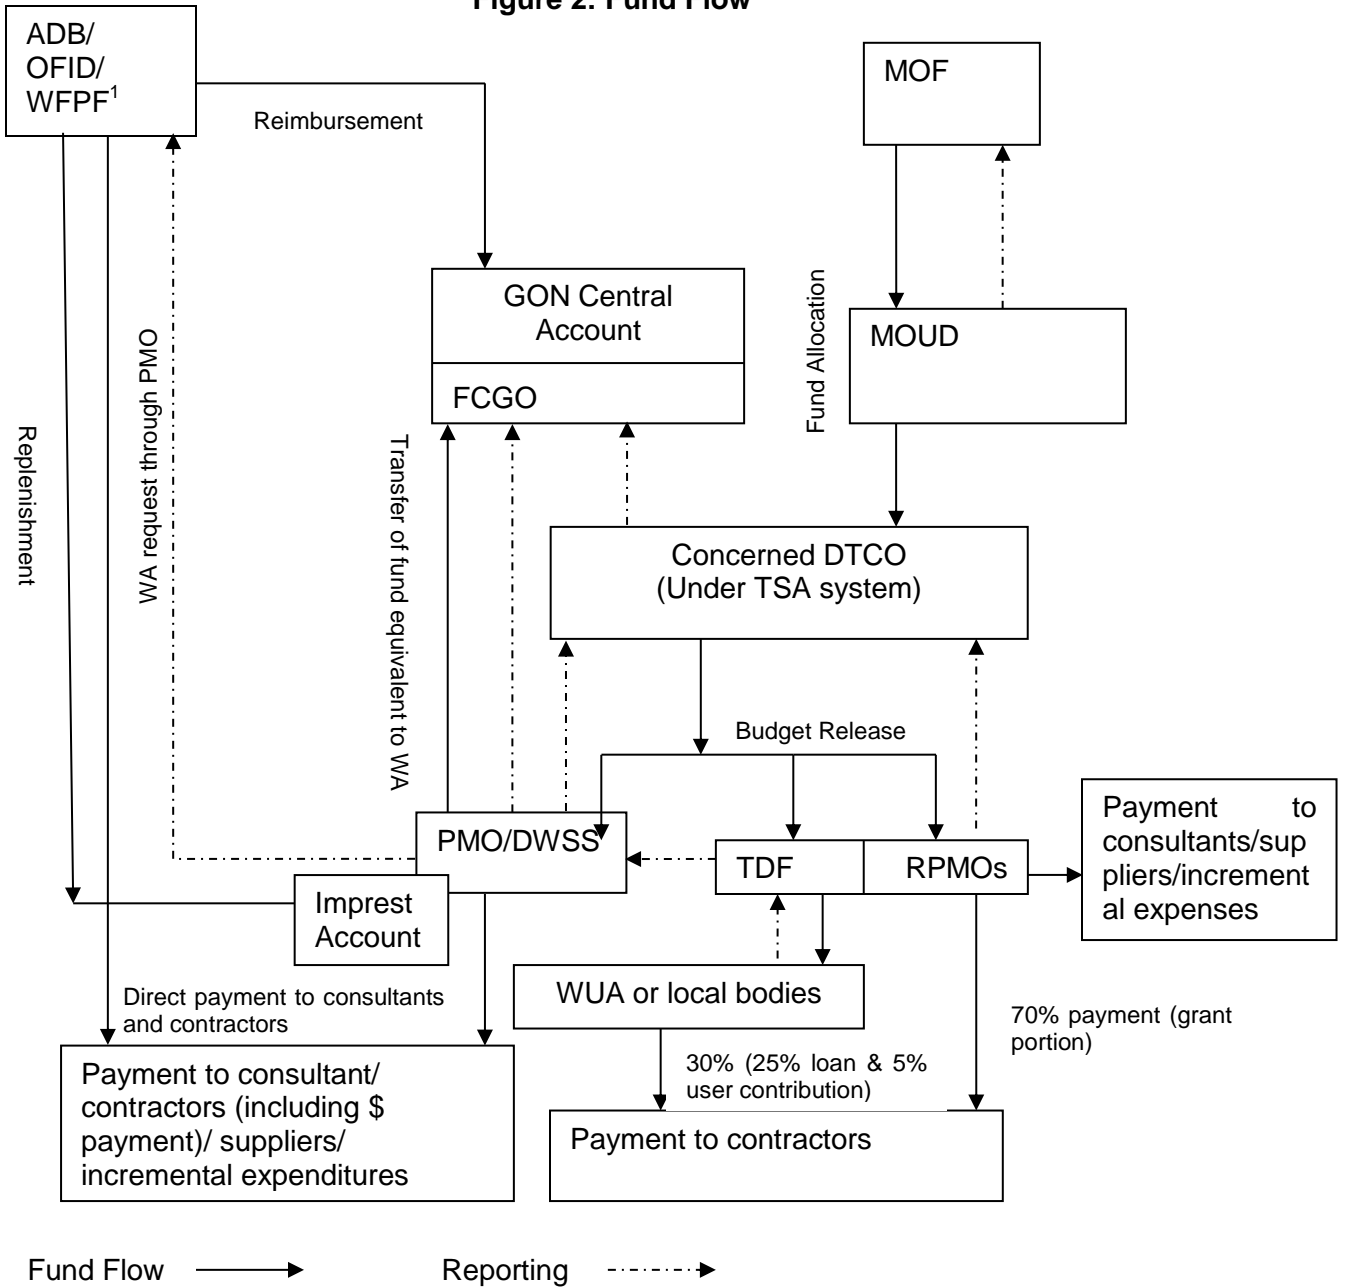 Figure 2: Fund Flow
ADB/
OFID/
WFPF¹
MOF
Reimbursement
GON Central
Account
FCGO
Fund Allocation
MOUD
WA request through PMO
Replenishment
Transfer of fund equivalent to WA
Concerned DTCO
(Under TSA system)
Budget Release
PMO/DWSS
TDF
RPMOs
Payment to
consultants/sup
pliers/increment
al expenses
Imprest
Account
WUA or local bodies
Direct payment to consultants
and contractors
70% payment (grant
portion)
30% (25% loan & 5%
user contribution)
Payment to consultant/
contractors (including $
payment)/ suppliers/
incremental expenditures
Payment to contractors
Fund Flow
Reporting